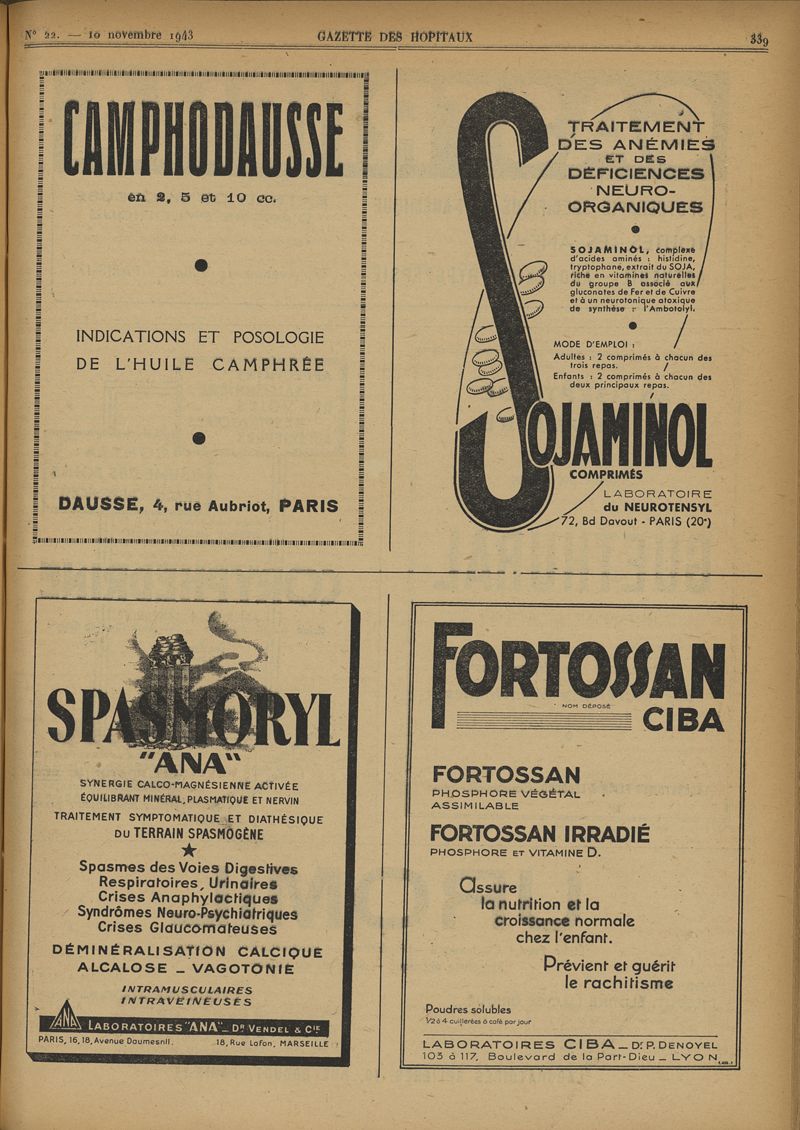 N° 22. — 10 novembre 1943
GAZETTE DES HOPITAUX
339
CAMPHODAUSSE
en 2, 5 et 10 cc.
INDICATIONS ET POSOLOGIE
DE L'HUILE CAMPHRÉE
DAUSSE, 4, rue Aubriot, PARIS
TRAITEMENT
DES ANÉMIES
ET DES
DÉFICIENCES
NEURO-
ORGANIQUES
SOJAMINOL, complexe
d'acides aminés : histidine,
tryptophane, extrait du SOJA,
riche en vitamines naturelles
du groupe B associé aux
gluconates de Fer et de Cuivre
et à un neurotonique atoxique
de synthèse : l'Ambotolyl.
MODE D'EMPLOI :
Adultes : 2 comprimés à chacun des
trois repas.
Enfants : 2 comprimés à chacun des
deux principaux repas.
SOJAMINOL
COMPRIMÉS
LABORATOIRE
du NEUROTENSYL
72, Bd Davout - PARIS (20e)
SPASMORYL
"ANA"
SYNERGIE CALCO-MAGNÉSIENNE ACTIVÉE
ÉQUILIBRANT MINÉRAL, PLASMATIQUE ET NERVIN
TRAITEMENT SYMPTOMATIQUE ET DIATHÉSIQUE
DU TERRAIN SPASMOGÈNE
Spasmes des Voies Digestives
Respiratoires, Urinaires
Crises Anaphylactiques
Syndrômes Neuro-Psychiatriques
Crises Glaucomateuses
DÉMINÉRALISATION CALCIQUE
ALCALOSE _ VAGOTONIE
INTRAMUSCULAIRES
INTRAVEINEUSES
ANA
LABORATOIRES "ANA" _ Dr VENDEL & Cie
PARIS, 16, 18, Avenue Daumesnil. 18, Rue Lafon, MARSEILLE
FORTOSSAN
NOM DÉPOSÉ
CIBA
FORTOSSAN
PHOSPHORE VÉGÉTAL
ASSIMILABLE
FORTOSSAN IRRADIÉ
PHOSPHORE ET VITAMINE D.
Assure
la nutrition et la
croissance normale
chez l'enfant.
Prévient et guérit
le rachitisme
Poudres solubles
1/2 à 4 cuillerées à café par jour
LABORATOIRES CIBA _ Dr. P. DENOYEL
103 à 117, Boulevard de la Part-Dieu _ LYON